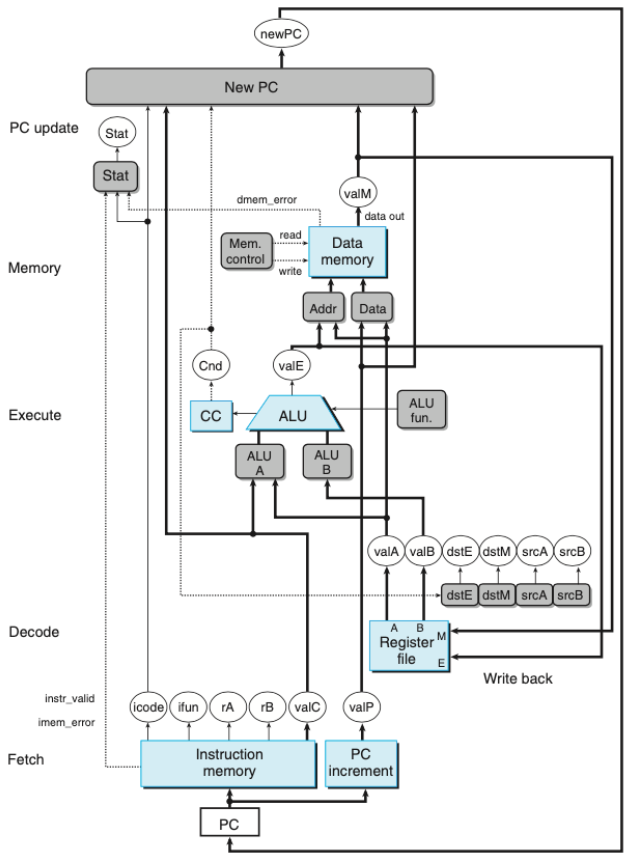 newPC
New PC
PC update
Stat
Stat
valM
dmem_error
data out
read
Mem.
control
Data
memory
write
Memory
Addr
Data
Cnd
valE
Execute
CC
ALU
ALU
fun.
ALU
A
ALU
B
valA
valB
dstE
dstM
srcA
srcB
dstE
dstM
srcA
srcB
Decode
A
B
M
Register
file
E
Write back
instr_valid
imem_error
icode
ifun
rA
rB
valC
valP
Fetch
Instruction
memory
PC
increment
PC